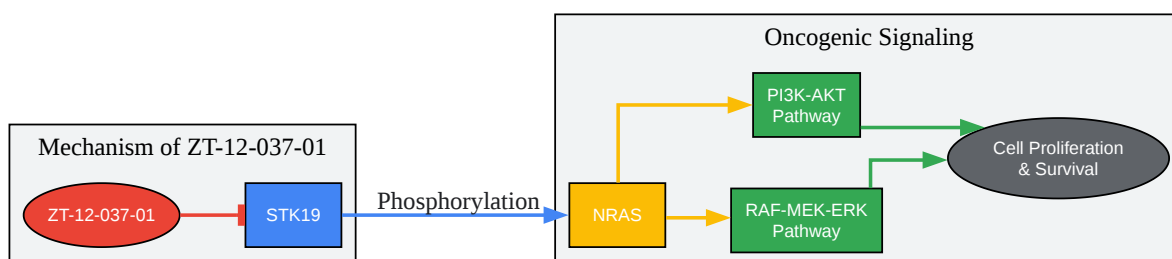 Mechanism of ZT-12-037-01
ZT-12-037-01
STK19
Phosphorylation
Oncogenic Signaling
NRAS
PI3K-AKT
Pathway
RAF-MEK-ERK
Pathway
Cell Proliferation
& Survival